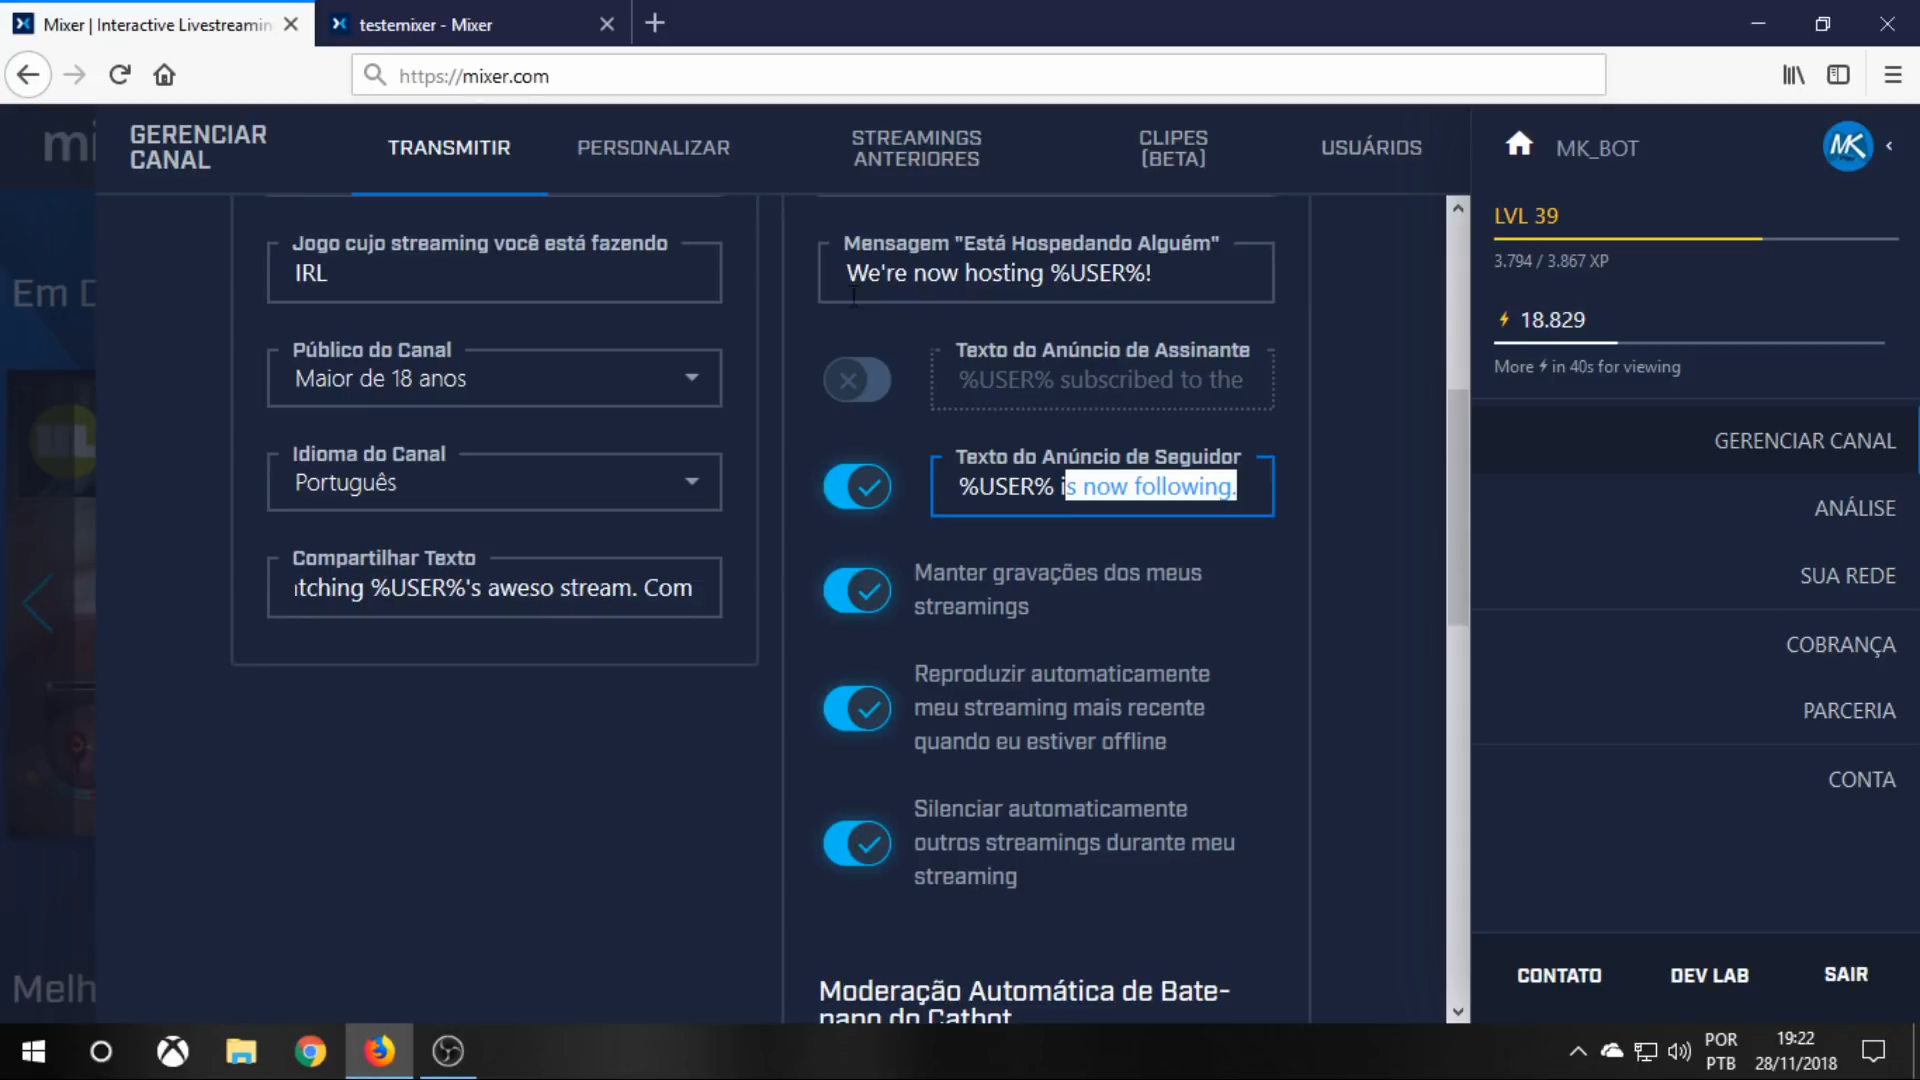 Mixer | Interactive Livestreamin
testemixer - Mixer
https://mixer.com
GERENCIAR
CANAL
TRANSMITIR
PERSONALIZAR
STREAMINGS
ANTERIORES
CLIPES
[BETA]
USUÁRIOS
MK_BOT
MK
LVL 39
3.794 / 3.867 XP
18.829
More in 40s for viewing
Em D
Melh
Jogo cujo streaming você está fazendo
IRL
Público do Canal
Maior de 18 anos
Idioma do Canal
Português
Compartilhar Texto
tching %USER%'s aweso stream. Com
Mensagem "Está Hospedando Alguém"
We're now hosting %USER%!
Texto do Anúncio de Assinante
%USER% subscribed to the
Texto do Anúncio de Seguidor
%USER% is now following.
Manter gravações dos meus
streamings
Reproduzir automaticamente
meu streaming mais recente
quando eu estiver offline
Silenciar automaticamente
outros streamings durante meu
streaming
Moderação Automática de Bate-
papo do Catbot
GERENCIAR CANAL
ANÁLISE
SUA REDE
COBRANÇA
PARCERIA
CONTA
CONTATO
DEV LAB
SAIR
POR
PTB
19:22
28/11/2018